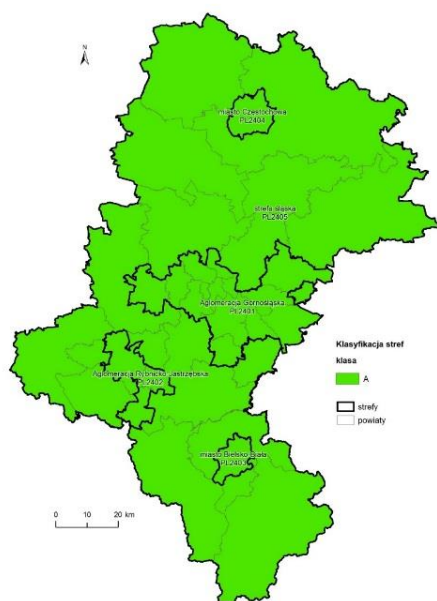 N
miasto Częstochowa
PL2404
strefa śląska
PL2405
Aglomeracja Górnośląska
PL2401
Aglomeracja Rybnicko-Jastrzębska
PL2402
miasto Bielsko-Biała
PL2403
Klasyfikacja stref
klasa
A
strefy
powiaty
0 10 20 km